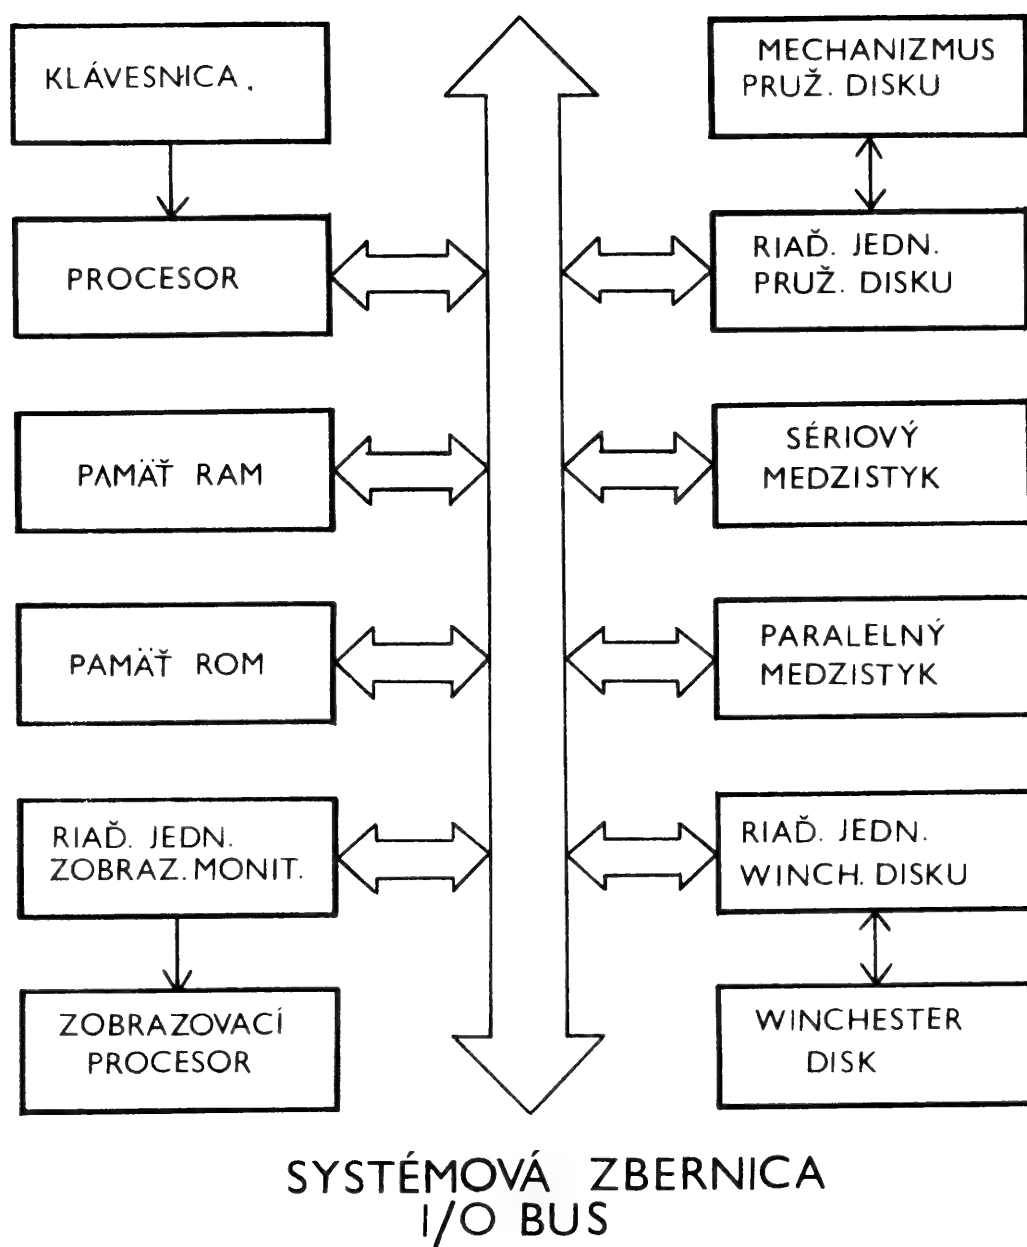 KLÁVESNICA.
PROCESOR
PAMÄŤ RAM
PAMÄŤ ROM
RIAĎ. JEDN.
ZOBRAZ. MONIT.
ZOBRAZOVACÍ
PROCESOR
MECHANIZMUS
PRUŽ. DISKU
RIAĎ. JEDN.
PRUŽ. DISKU
SÉRIOVÝ
MEDZISTYK
PARALELNÝ
MEDZISTYK
RIAĎ. JEDN.
WINCH. DISKU
WINCHESTER
DISK
SYSTÉMOVÁ ZBERNICA
I/O BUS